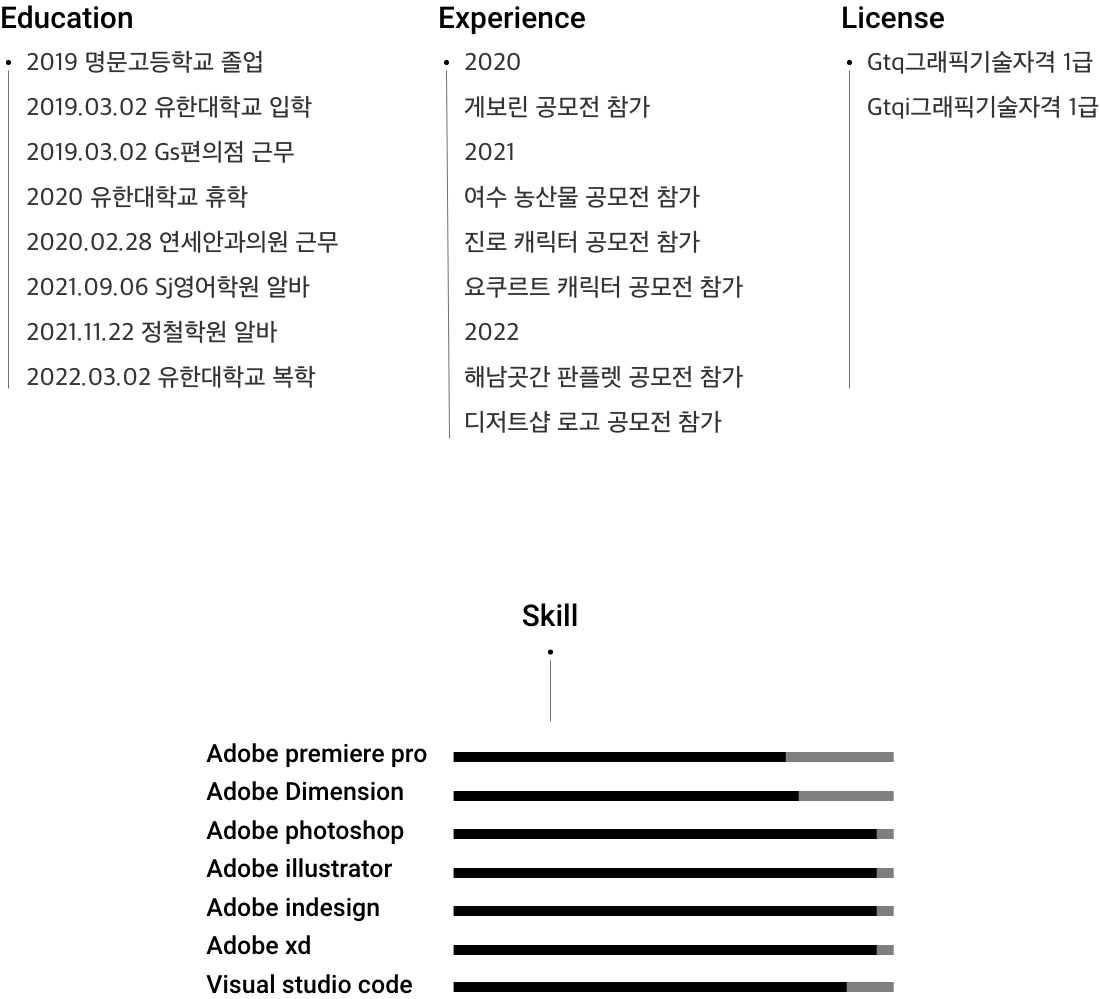 Education
2019 명문고등학교 졸업
2019.03.02 유한대학교 입학
2019.03.02 Gs편의점 근무
2020 유한대학교 휴학
2020.02.28 연세안과의원 근무
2021.09.06 Sj영어학원 알바
2021.11.22 정철학원 알바
2022.03.02 유한대학교 복학
Experience
2020
게보린 공모전 참가
2021
여수 농산물 공모전 참가
진로 캐릭터 공모전 참가
요쿠르트 캐릭터 공모전 참가
2022
해남곳간 판플렛 공모전 참가
디저트샵 로고 공모전 참가
License
Gtq그래픽기술자격 1급
Gtqi그래픽기술자격 1급
Skill
Adobe premiere pro
Adobe Dimension
Adobe photoshop
Adobe illustrator
Adobe indesign
Adobe xd
Visual studio code